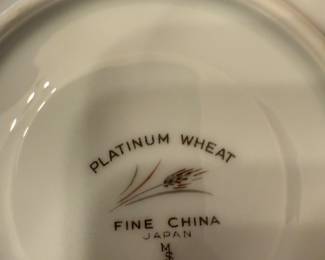 PLATINUM WHEAT
FINE CHINA
JAPAN
M